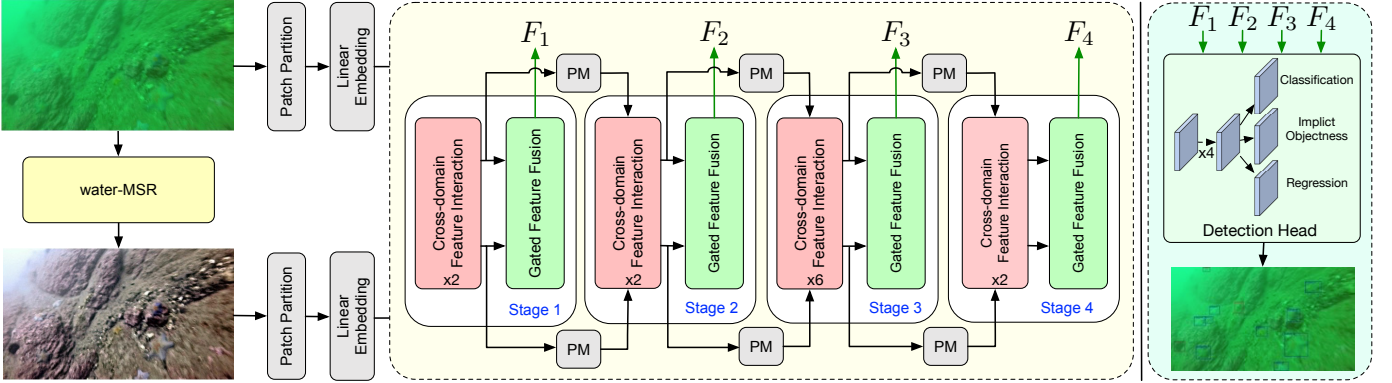 Patch Partition
Linear
Embedding
water-MSR
Patch Partition
Linear
Embedding
F1
F2
F3
F4
PM
PM
PM
Cross-domain
Feature Interaction
x2
Gated Feature Fusion
Stage 1
Cross-domain
Feature Interaction
x2
Gated Feature Fusion
Stage 2
Cross-domain
Feature Interaction
x6
Gated Feature Fusion
Stage 3
Cross-domain
Feature Interaction
x2
Gated Feature Fusion
Stage 4
PM
PM
PM
F1 F2 F3 F4
Classification
Implict
Objectness
x4
Regression
Detection Head